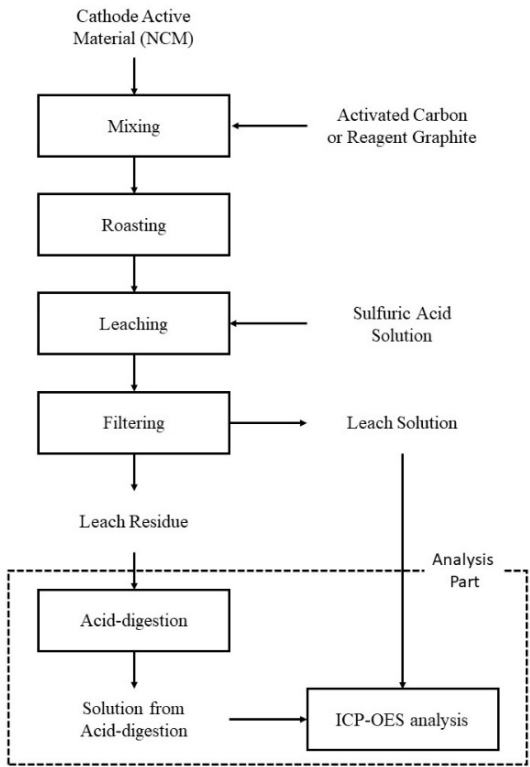 Cathode Active
Material (NCM)
Mixing
Activated Carbon
or Reagent Graphite
Roasting
Leaching
Sulfuric Acid
Solution
Filtering
Leach Solution
Leach Residue
Analysis
Part
Acid-digestion
Solution from
Acid-digestion
ICP-OES analysis